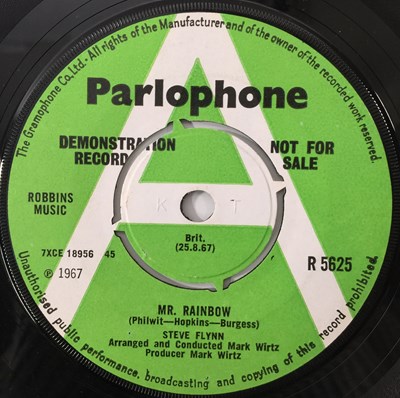 The Gramophone Co. Ltd.- All rights of the Manufacturer and of the owner of the recorded work reserved.
Parlophone
DEMONSTRATION
RECORD
NOT FOR
SALE
ROBBINS
MUSIC
K T
Brit.
(25.8.67)
7XCE 18956 45
℗ 1967
R 5625
MR. RAINBOW
(Philwit—Hopkins—Burgess)
STEVE FLYNN
Arranged and Conducted Mark Wirtz
Producer Mark Wirtz
Unauthorised public performance, broadcasting and copying of this record prohibited.